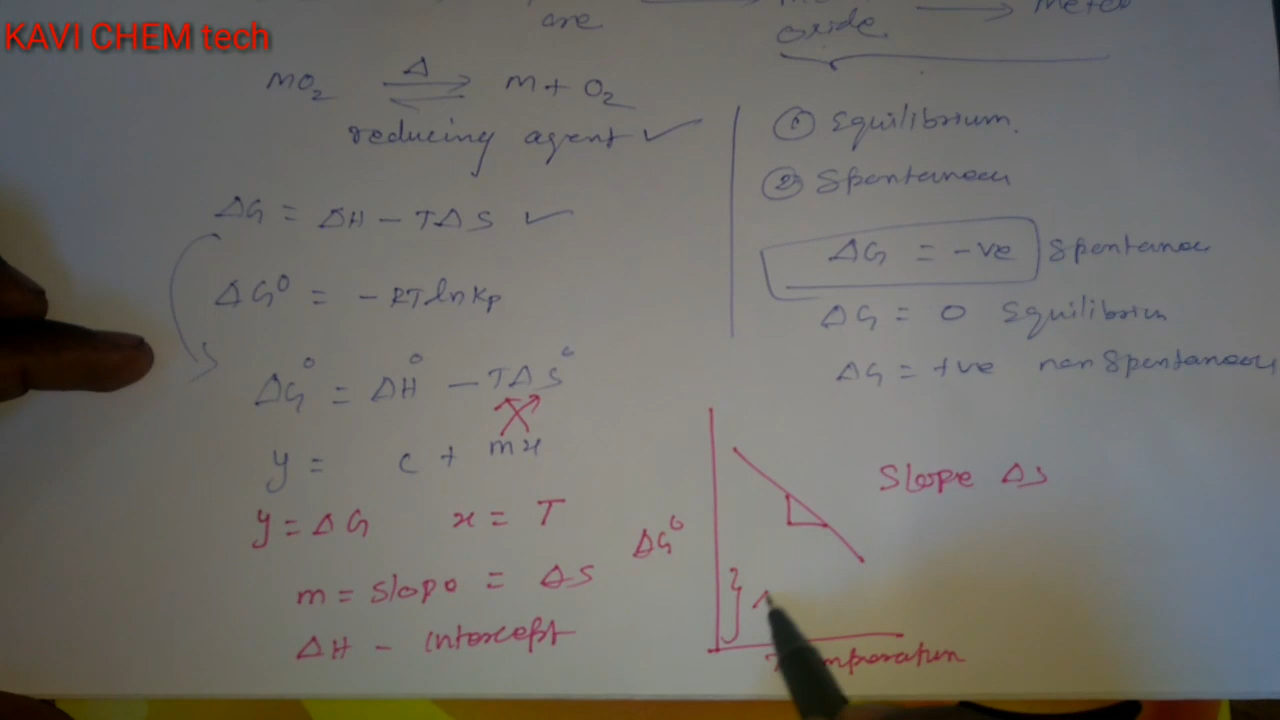 KAVI CHEM tech
ore ⟶ ⟶
oxide
MO₂ ⇌ M + O₂
Δ
reducing agent ✓
① Equilibrium.
② Spontaneous
ΔG = ΔH − TΔS ✓
ΔG = −ve Spontaneous
ΔG° = −RT ln Kp
ΔG = 0 Equilibrium
ΔG° = ΔH° − TΔS°
ΔG = +ve non Spontaneous
y = c + mx
y = ΔG x = T
m = Slope = ΔS
ΔH − Intercept
Slope ΔS
ΔG°
Temperature